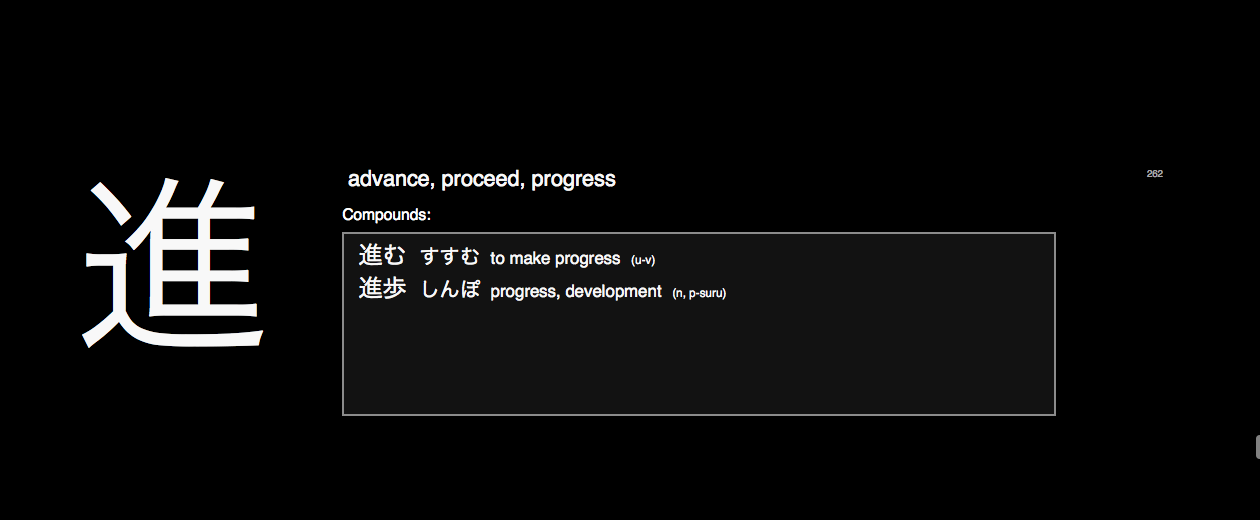 進
advance, proceed, progress
262
Compounds:
進む すすむ to make progress (u-v)
進歩 しんぽ progress, development (n, p-suru)